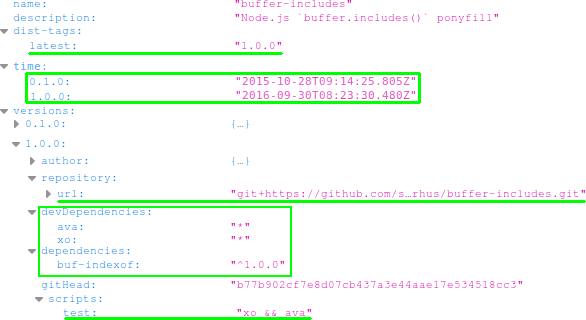 name: "buffer-includes"
description: "Node.js `buffer.includes()` ponyfill"
dist-tags:
latest: "1.0.0"
time:
0.1.0: "2015-10-28T09:14:25.805Z"
1.0.0: "2016-09-30T08:23:30.480Z"
versions:
0.1.0: {…}
1.0.0:
author: {…}
repository:
url: "git+https://github.com/s…rhus/buffer-includes.git"
devDependencies:
ava: "*"
xo: "*"
dependencies:
buf-indexof: "^1.0.0"
gitHead: "b77b902cf7e8d07cb437a3e44aae17e534518cc3"
scripts:
test: "xo && ava"